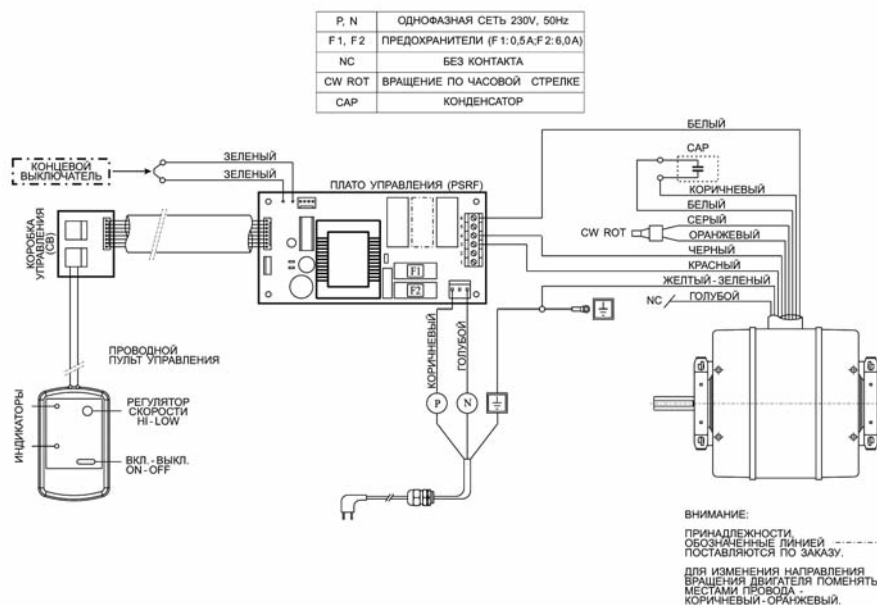 P, N ОДНОФАЗНАЯ СЕТЬ 230V, 50Hz
F1, F2 ПРЕДОХРАНИТЕЛИ (F1:0,5A;F2:6,0A)
NC БЕЗ КОНТАКТА
CW ROT ВРАЩЕНИЕ ПО ЧАСОВОЙ СТРЕЛКЕ
CAP КОНДЕНСАТОР
КОНЦЕВОЙ
ВЫКЛЮЧАТЕЛЬ
ЗЕЛЕНЫЙ
ЗЕЛЕНЫЙ
ПЛАТО УПРАВЛЕНИЯ (PSRF)
КОРОБКА
УПРАВЛЕНИЯ
(CB)
F1
F2
БЕЛЫЙ
CAP
КОРИЧНЕВЫЙ
БЕЛЫЙ
СЕРЫЙ
CW ROT
ОРАНЖЕВЫЙ
ЧЕРНЫЙ
КРАСНЫЙ
ЖЕЛТЫЙ-ЗЕЛЕНЫЙ
NC
ГОЛУБОЙ
КОРИЧНЕВЫЙ
ГОЛУБОЙ
P
N
ПРОВОДНОЙ
ПУЛЬТ УПРАВЛЕНИЯ
ИНДИКАТОРЫ
РЕГУЛЯТОР
СКОРОСТИ
HI-LOW
ВКЛ.-ВЫКЛ.
ON-OFF
ВНИМАНИЕ:
ПРИНАДЛЕЖНОСТИ,
ОБОЗНАЧЕННЫЕ ЛИНИЕЙ
ПОСТАВЛЯЮТСЯ ПО ЗАКАЗУ.
ДЛЯ ИЗМЕНЕНИЯ НАПРАВЛЕНИЯ
ВРАЩЕНИЯ ДВИГАТЕЛЯ ПОМЕНЯТЬ
МЕСТАМИ ПРОВОДА -
КОРИЧНЕВЫЙ-ОРАНЖЕВЫЙ.